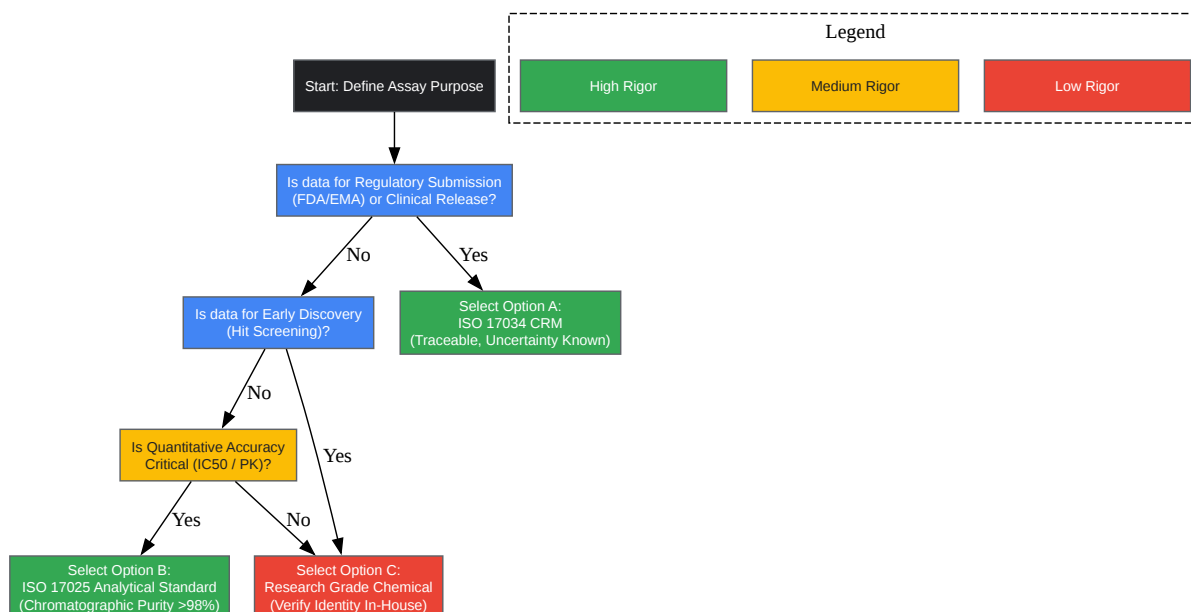 Legend
Start: Define Assay Purpose
High Rigor
Medium Rigor
Low Rigor
Is data for Regulatory Submission
(FDA/EMA) or Clinical Release?
No
Yes
Is data for Early Discovery
(Hit Screening)?
Select Option A:
ISO 17034 CRM
(Traceable, Uncertainty Known)
No
Is Quantitative Accuracy
Critical (IC50 / PK)?
Yes
Yes
No
Select Option B:
ISO 17025 Analytical Standard
(Chromatographic Purity >98%)
Select Option C:
Research Grade Chemical
(Verify Identity In-House)